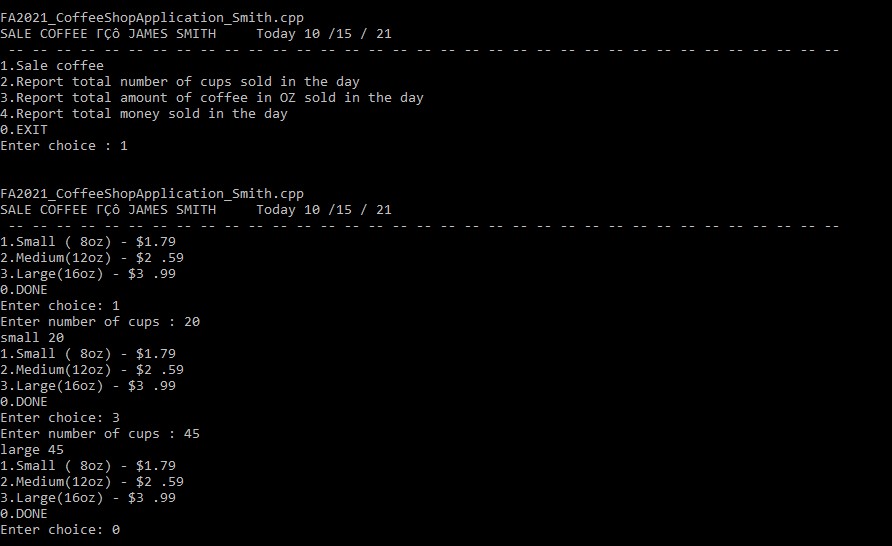 FA2021_CoffeeShopApplication_Smith.cpp
SALE COFFEE ΓÇô JAMES SMITH     Today 10 /15 / 21
 -- -- -- -- -- -- -- -- -- -- -- -- -- -- -- -- -- -- -- -- -- -- -- -- -- -- -- -- -- -- -- -- -- -- --
1.Sale coffee
2.Report total number of cups sold in the day
3.Report total amount of coffee in OZ sold in the day
4.Report total money sold in the day
0.EXIT
Enter choice : 1
FA2021_CoffeeShopApplication_Smith.cpp
SALE COFFEE ΓÇô JAMES SMITH     Today 10 /15 / 21
 -- -- -- -- -- -- -- -- -- -- -- -- -- -- -- -- -- -- -- -- -- -- -- -- -- -- -- -- -- -- -- -- -- -- --
1.Small ( 8oz) - $1.79
2.Medium(12oz) - $2 .59
3.Large(16oz) - $3 .99
0.DONE
Enter choice: 1
Enter number of cups : 20
small 20
1.Small ( 8oz) - $1.79
2.Medium(12oz) - $2 .59
3.Large(16oz) - $3 .99
0.DONE
Enter choice: 3
Enter number of cups : 45
large 45
1.Small ( 8oz) - $1.79
2.Medium(12oz) - $2 .59
3.Large(16oz) - $3 .99
0.DONE
Enter choice: 0